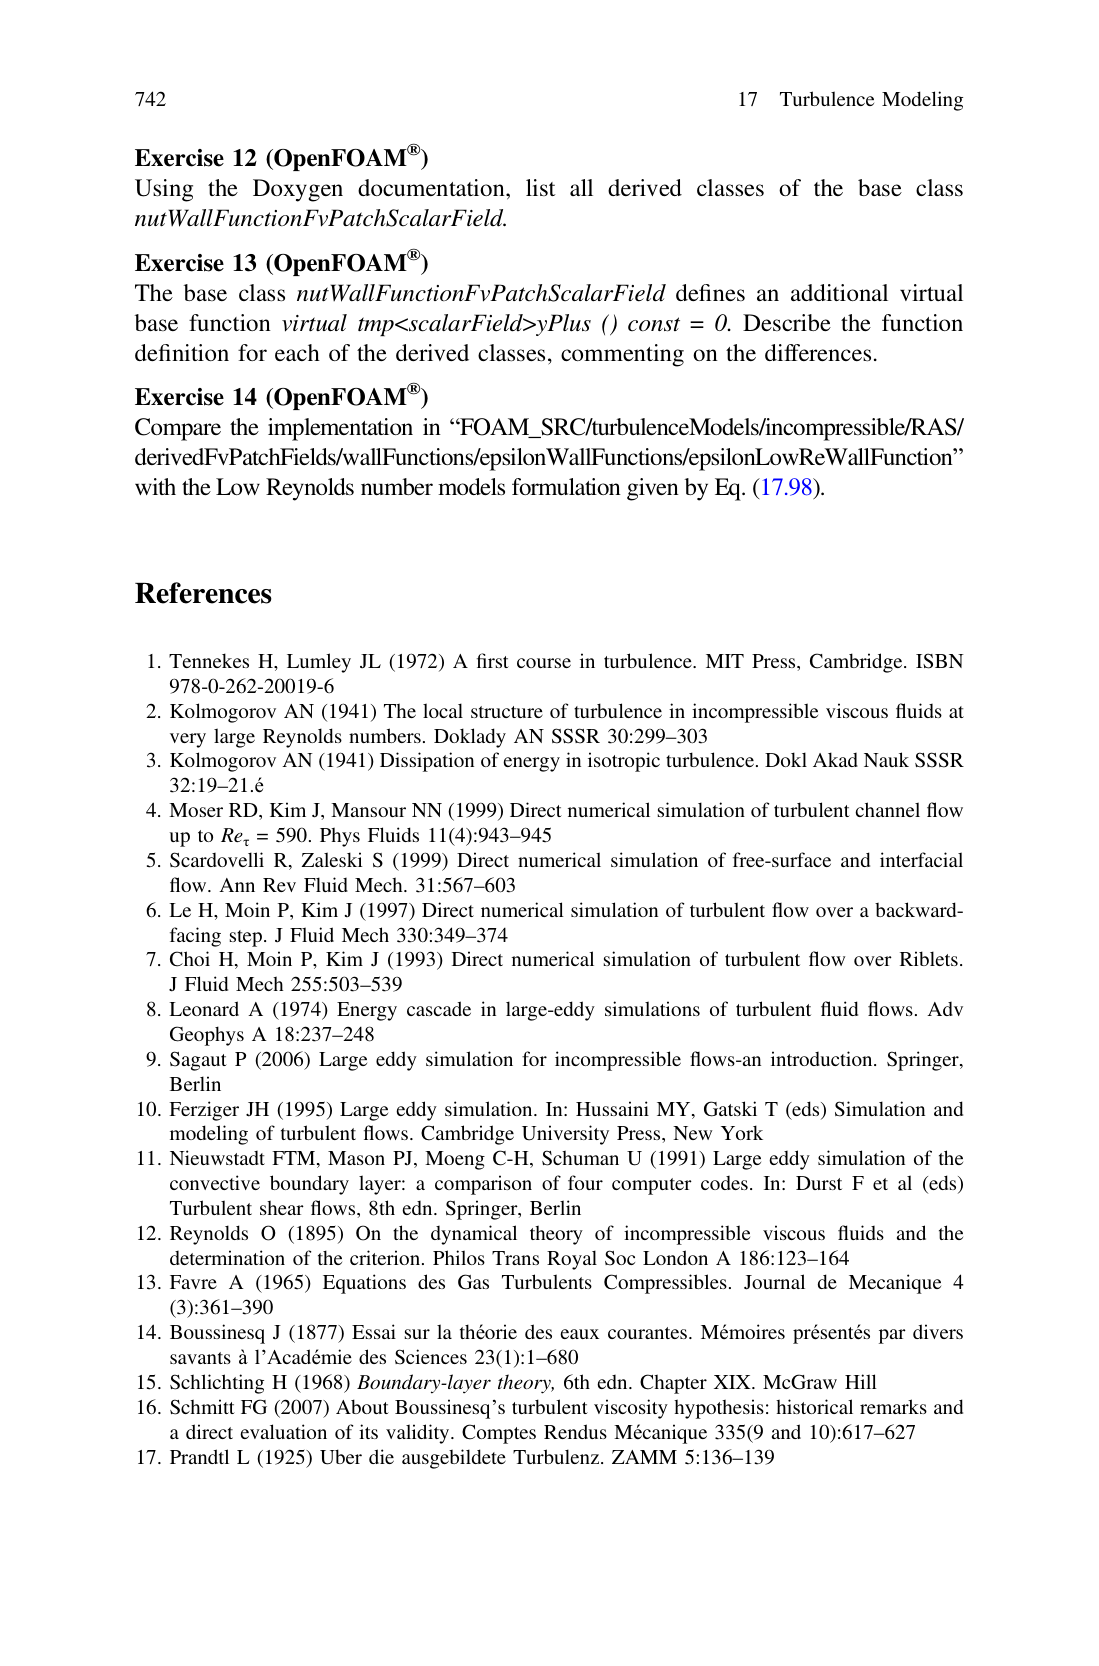 742
17 Turbulence Modeling
Exercise 12 (OpenFOAM®)
Using the Doxygen documentation, list all derived classes of the base class
nutWallFunctionFvPatchScalarField.
Exercise 13 (OpenFOAM®)
The base class nutWallFunctionFvPatchScalarField defines an additional virtual
base function virtual tmp<scalarField>yPlus () const = 0. Describe the function
definition for each of the derived classes, commenting on the differences.
Exercise 14 (OpenFOAM®)
Compare the implementation in “FOAM_SRC/turbulenceModels/incompressible/RAS/
derivedFvPatchFields/wallFunctions/epsilonWallFunctions/epsilonLowReWallFunction”
with the Low Reynolds number models formulation given by Eq. (17.98).
References
1. Tennekes H, Lumley JL (1972) A first course in turbulence. MIT Press, Cambridge. ISBN
978-0-262-20019-6
2. Kolmogorov AN (1941) The local structure of turbulence in incompressible viscous fluids at
very large Reynolds numbers. Doklady AN SSSR 30:299–303
3. Kolmogorov AN (1941) Dissipation of energy in isotropic turbulence. Dokl Akad Nauk SSSR
32:19–21.é
4. Moser RD, Kim J, Mansour NN (1999) Direct numerical simulation of turbulent channel flow
up to Reτ = 590. Phys Fluids 11(4):943–945
5. Scardovelli R, Zaleski S (1999) Direct numerical simulation of free-surface and interfacial
flow. Ann Rev Fluid Mech. 31:567–603
6. Le H, Moin P, Kim J (1997) Direct numerical simulation of turbulent flow over a backward-
facing step. J Fluid Mech 330:349–374
7. Choi H, Moin P, Kim J (1993) Direct numerical simulation of turbulent flow over Riblets.
J Fluid Mech 255:503–539
8. Leonard A (1974) Energy cascade in large-eddy simulations of turbulent fluid flows. Adv
Geophys A 18:237–248
9. Sagaut P (2006) Large eddy simulation for incompressible flows-an introduction. Springer,
Berlin
10. Ferziger JH (1995) Large eddy simulation. In: Hussaini MY, Gatski T (eds) Simulation and
modeling of turbulent flows. Cambridge University Press, New York
11. Nieuwstadt FTM, Mason PJ, Moeng C-H, Schuman U (1991) Large eddy simulation of the
convective boundary layer: a comparison of four computer codes. In: Durst F et al (eds)
Turbulent shear flows, 8th edn. Springer, Berlin
12. Reynolds O (1895) On the dynamical theory of incompressible viscous fluids and the
determination of the criterion. Philos Trans Royal Soc London A 186:123–164
13. Favre A (1965) Equations des Gas Turbulents Compressibles. Journal de Mecanique 4
(3):361–390
14. Boussinesq J (1877) Essai sur la théorie des eaux courantes. Mémoires présentés par divers
savants à l’Académie des Sciences 23(1):1–680
15. Schlichting H (1968) Boundary-layer theory, 6th edn. Chapter XIX. McGraw Hill
16. Schmitt FG (2007) About Boussinesq’s turbulent viscosity hypothesis: historical remarks and
a direct evaluation of its validity. Comptes Rendus Mécanique 335(9 and 10):617–627
17. Prandtl L (1925) Uber die ausgebildete Turbulenz. ZAMM 5:136–139